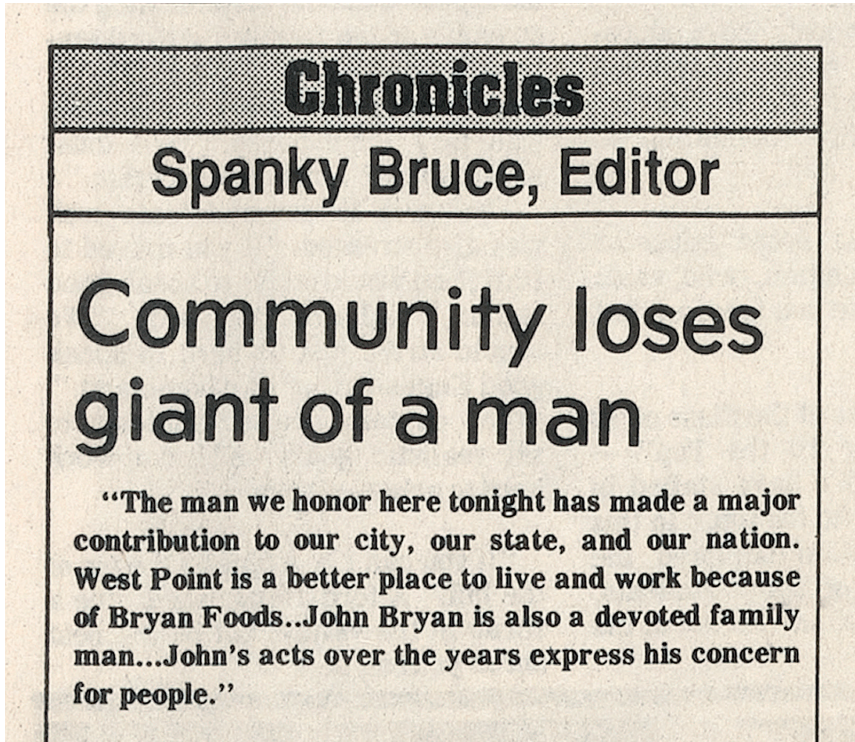 Chronicles
Spanky Bruce, Editor
Community loses
giant of a man
"The man we honor here tonight has made a major
contribution to our city, our state, and our nation.
West Point is a better place to live and work because
of Bryan Foods..John Bryan is also a devoted family
man...John's acts over the years express his concern
for people."